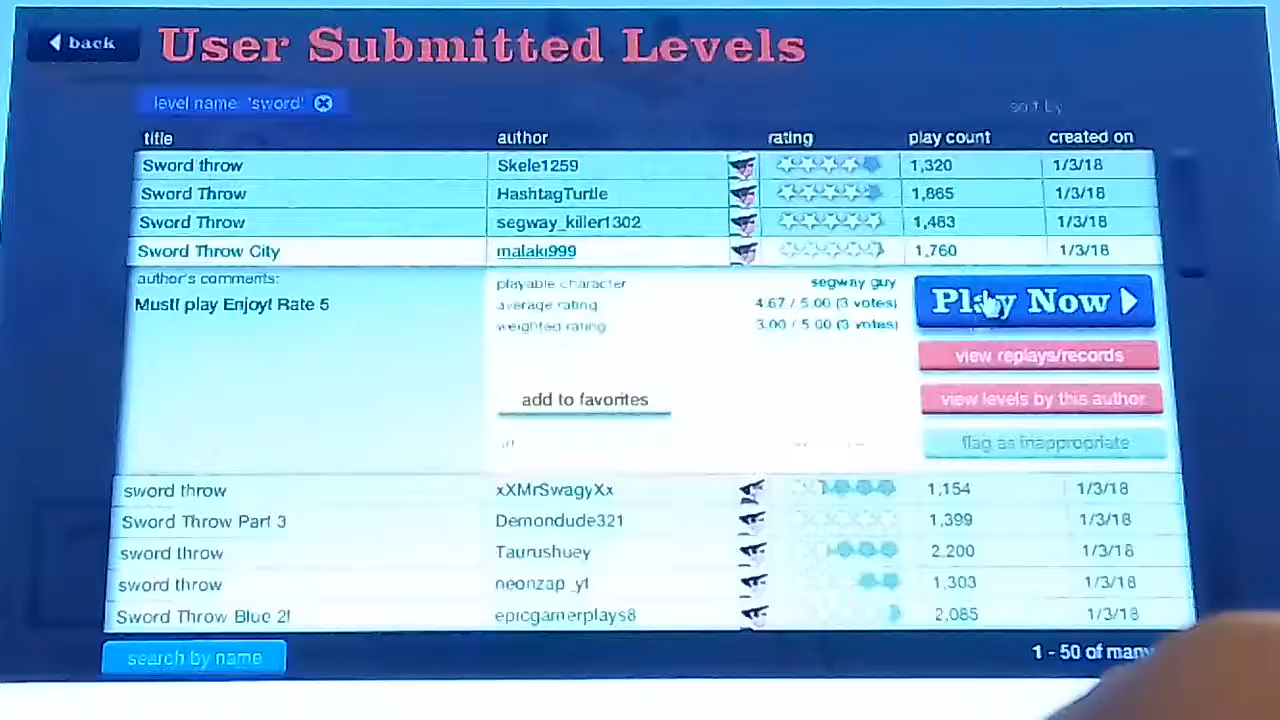 back
User Submitted Levels
level name: 'sword'
sort by
title author rating play count created on
Sword throw Skele1259 1,320 1/3/18
Sword Throw HashtagTurtle 1,865 1/3/18
Sword Throw segway_killer1302 1,483 1/3/18
Sword Throw City malaki999 1,760 1/3/18
author's comments:
Must! play Enjoy! Rate 5
playable character segway guy
average rating 4.67 / 5.00 (3 votes)
weighted rating 3.00 / 5.00 (3 votes)
Play Now
view replays/records
add to favorites
view levels by this author
flag as inappropriate
sword throw xXMrSwagyXx 1,154 1/3/18
Sword Throw Part 3 Demondude321 1,399 1/3/18
sword throw Taurushuey 2,200 1/3/18
sword throw neonzap_yt 1,303 1/3/18
Sword Throw Blue 2! epicgamerplays8 2,085 1/3/18
search by name
1 - 50 of many